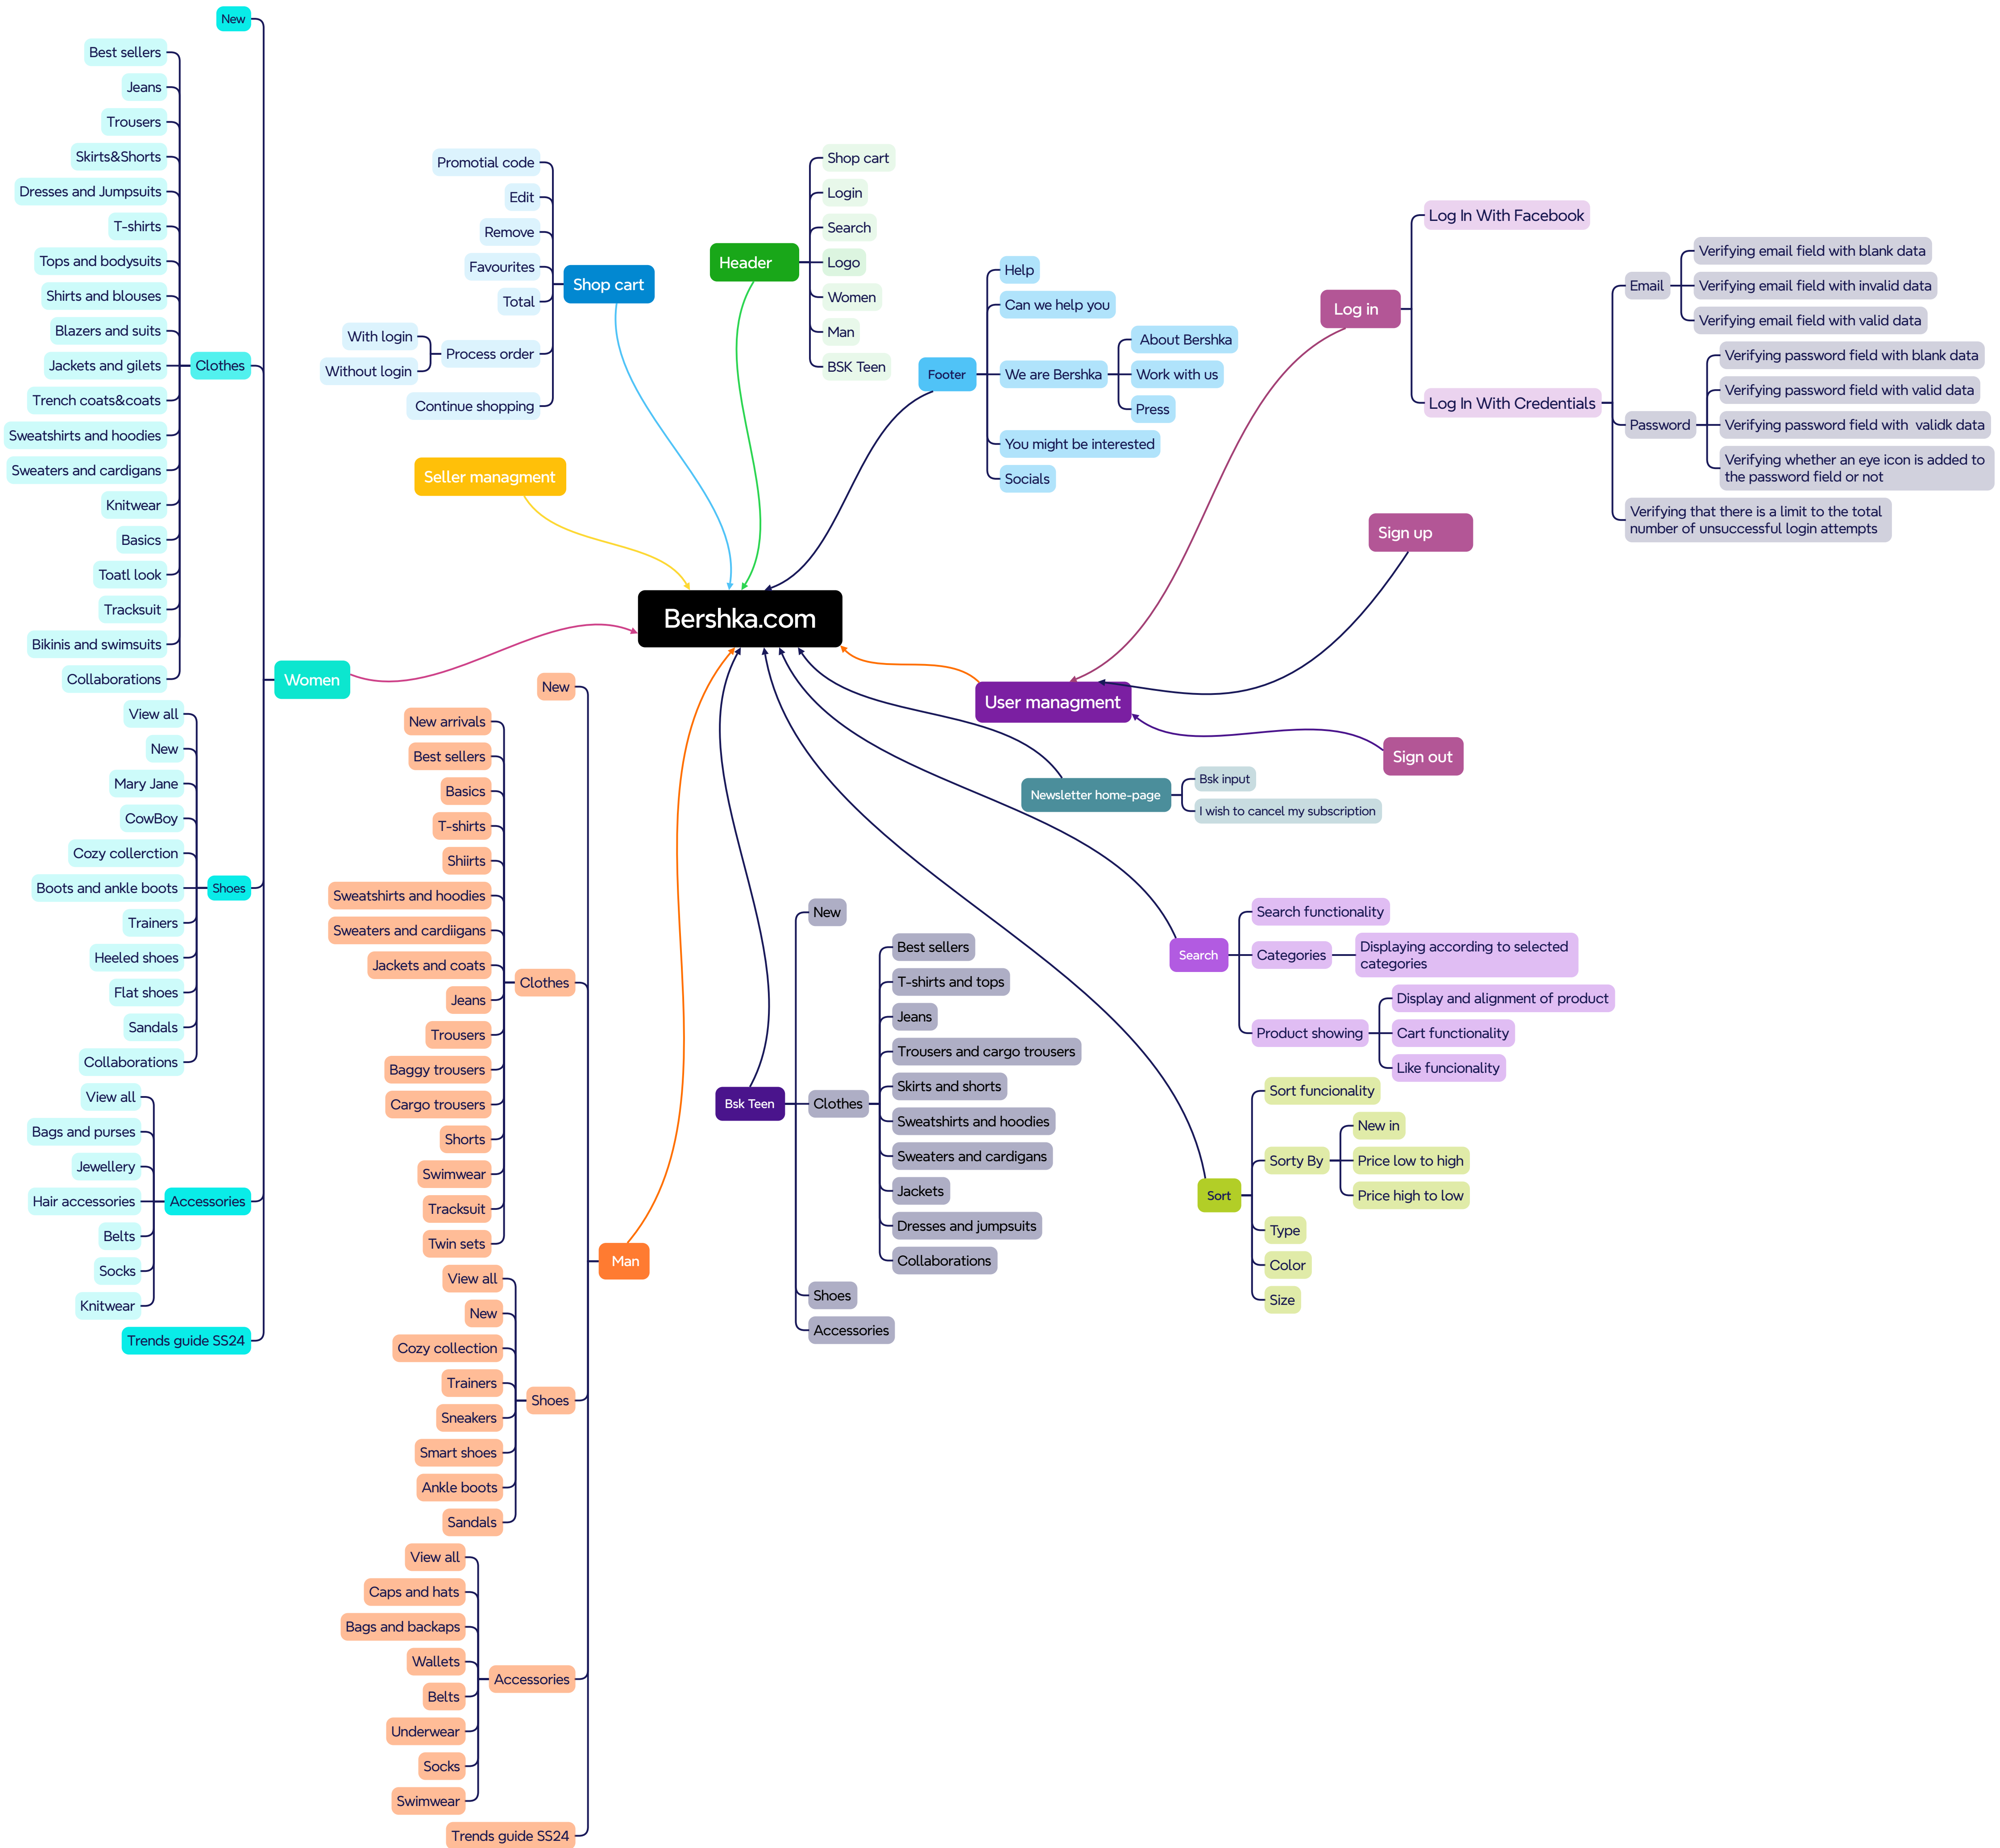 Bershka.com
Women
New
Clothes
Best sellers
Jeans
Trousers
Skirts&Shorts
Dresses and Jumpsuits
T-shirts
Tops and bodysuits
Shirts and blouses
Blazers and suits
Jackets and gilets
Trench coats&coats
Sweatshirts and hoodies
Sweaters and cardigans
Knitwear
Basics
Toatl look
Tracksuit
Bikinis and swimsuits
Collaborations
Shoes
View all
New
Mary Jane
CowBoy
Cozy collerction
Boots and ankle boots
Trainers
Heeled shoes
Flat shoes
Sandals
Collaborations
Accessories
View all
Bags and purses
Jewellery
Hair accessories
Belts
Socks
Knitwear
Trends guide SS24
Shop cart
Promotial code
Edit
Remove
Favourites
Total
Process order
With login
Without login
Continue shopping
Seller managment
Header
Shop cart
Login
Search
Logo
Women
Man
BSK Teen
Footer
Help
Can we help you
We are Bershka
About Bershka
Work with us
Press
You might be interested
Socials
Log in
Log In With Facebook
Log In With Credentials
Email
Verifying email field with blank data
Verifying email field with invalid data
Verifying email field with valid data
Password
Verifying password field with blank data
Verifying password field with valid data
Verifying password field with  validk data
Verifying whether an eye icon is added to
the password field or not
Verifying that there is a limit to the total
number of unsuccessful login attempts
Sign up
User managment
Sign out
Newsletter home-page
Bsk input
I wish to cancel my subscription
Search
Search functionality
Categories
Displaying according to selected
categories
Product showing
Display and alignment of product
Cart functionality
Like funcionality
Sort
Sort funcionality
Sorty By
New in
Price low to high
Price high to low
Type
Color
Size
Bsk Teen
New
Clothes
Best sellers
T-shirts and tops
Jeans
Trousers and cargo trousers
Skirts and shorts
Sweatshirts and hoodies
Sweaters and cardigans
Jackets
Dresses and jumpsuits
Collaborations
Shoes
Accessories
Man
New
Clothes
New arrivals
Best sellers
Basics
T-shirts
Shiirts
Sweatshirts and hoodies
Sweaters and cardiigans
Jackets and coats
Jeans
Trousers
Baggy trousers
Cargo trousers
Shorts
Swimwear
Tracksuit
Twin sets
Shoes
View all
New
Cozy collection
Trainers
Sneakers
Smart shoes
Ankle boots
Sandals
Accessories
View all
Caps and hats
Bags and backaps
Wallets
Belts
Underwear
Socks
Swimwear
Trends guide SS24